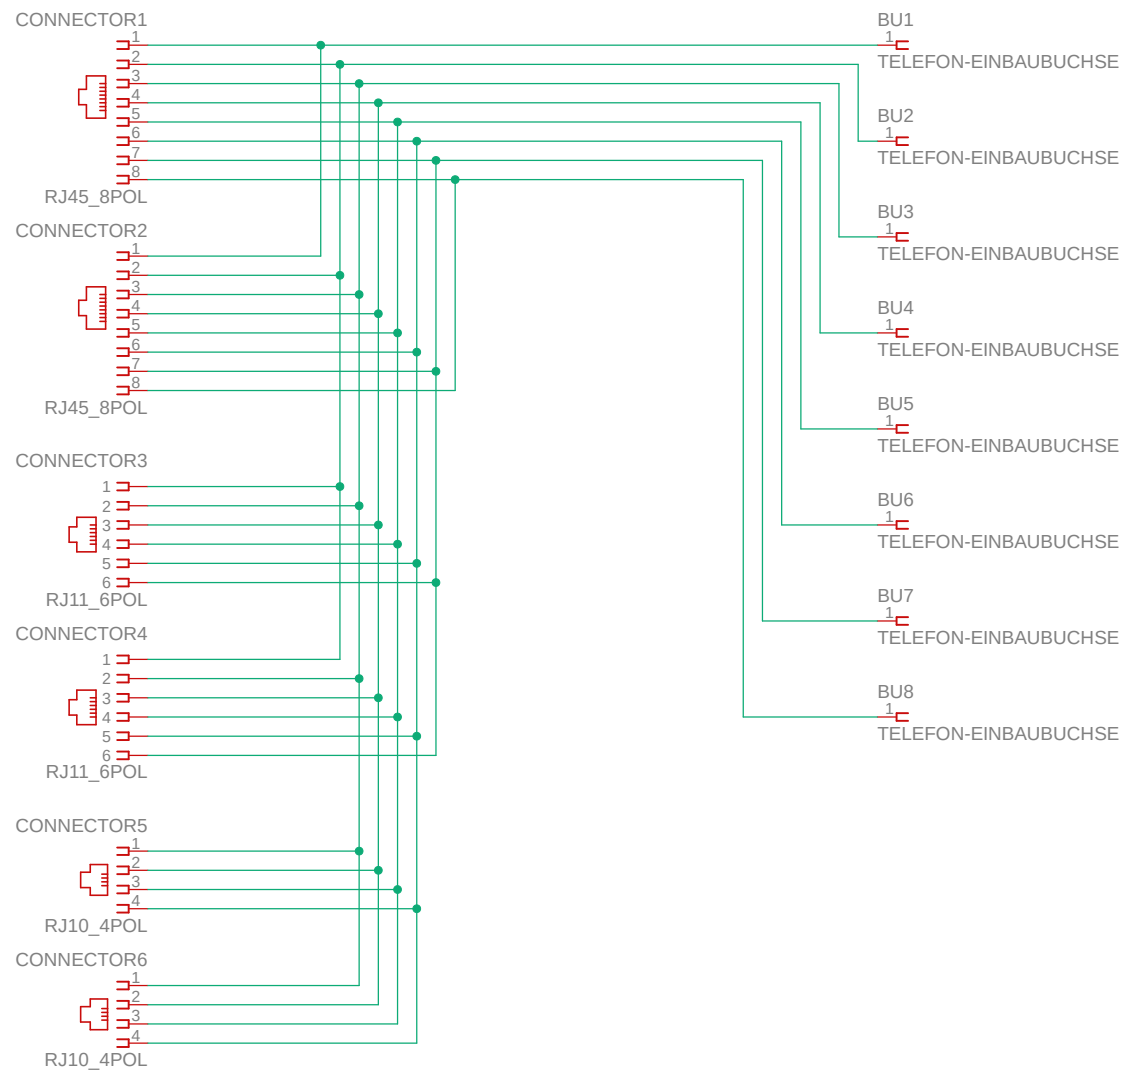 CONNECTOR1
1
2
3
4
5
6
7
8
RJ45_8POL
CONNECTOR2
1
2
3
4
5
6
7
8
RJ45_8POL
CONNECTOR3
1
2
3
4
5
6
RJ11_6POL
CONNECTOR4
1
2
3
4
5
6
RJ11_6POL
CONNECTOR5
1
2
3
4
RJ10_4POL
CONNECTOR6
1
2
3
4
RJ10_4POL
BU1
1
TELEFON-EINBAUBUCHSE
BU2
1
TELEFON-EINBAUBUCHSE
BU3
1
TELEFON-EINBAUBUCHSE
BU4
1
TELEFON-EINBAUBUCHSE
BU5
1
TELEFON-EINBAUBUCHSE
BU6
1
TELEFON-EINBAUBUCHSE
BU7
1
TELEFON-EINBAUBUCHSE
BU8
1
TELEFON-EINBAUBUCHSE